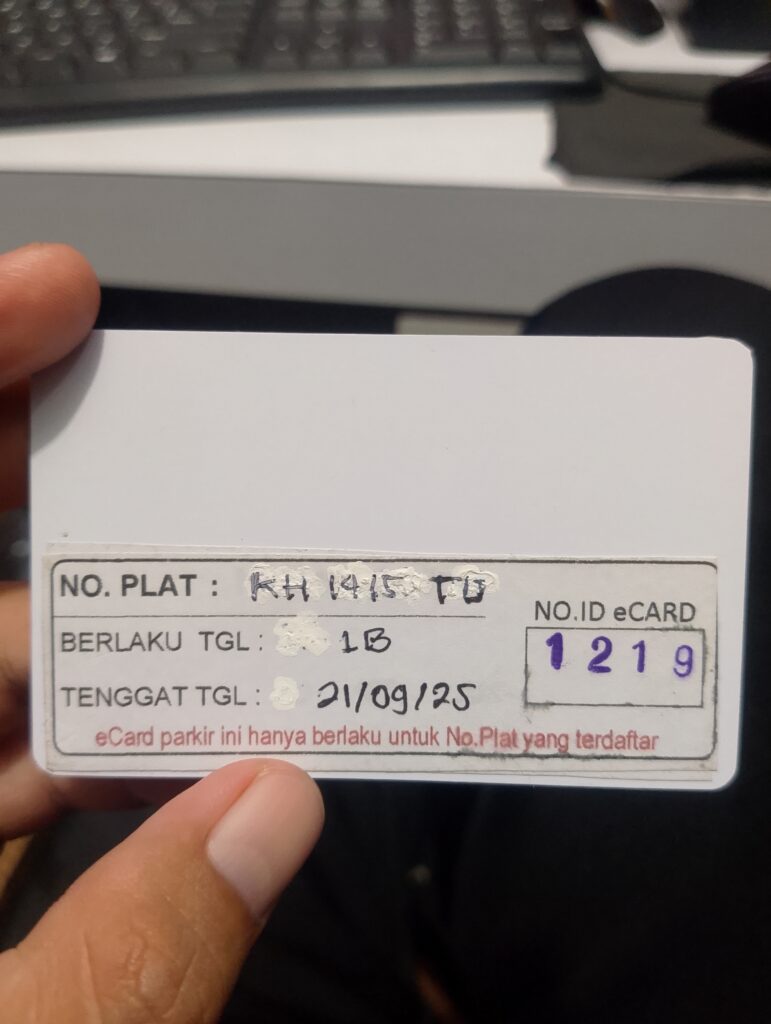 NO. PLAT : KH 1415 TU
BERLAKU TGL : 1B
TENGGAT TGL : 21/09/25
NO.ID eCARD
1219
eCard parkir ini hanya berlaku untuk No.Plat yang terdaftar